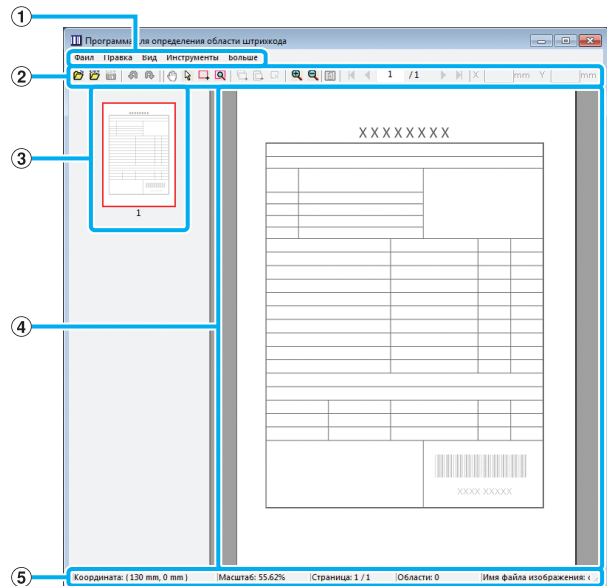 ①
Программа для определения области штрихкода
Файл Правка Вид Инструменты Больше
②
1 / 1 X mm Y mm
③
1
XXXXXXXX
④
XXXX XXXXX
⑤
Координата: ( 130 mm, 0 mm ) Масштаб: 55.62% Страница: 1 / 1 Области: 0 Имя файла изображения: